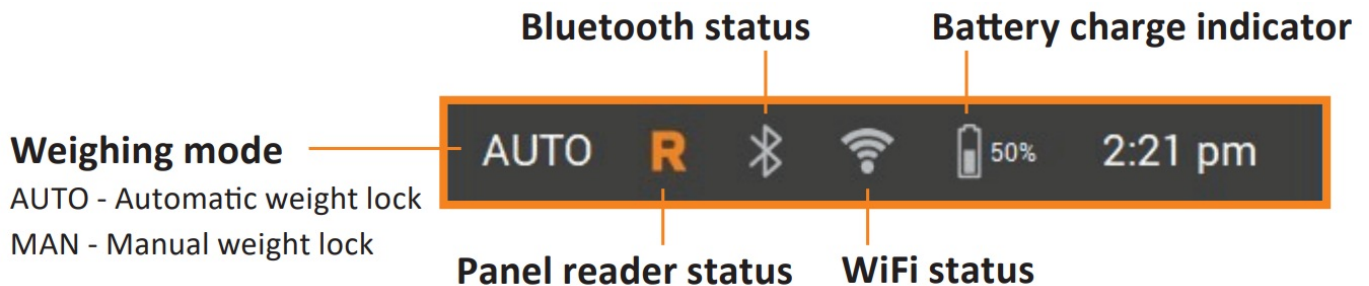 Bluetooth status
Battery charge indicator
Weighing mode
AUTO - Automatic weight lock
MAN - Manual weight lock
AUTO R 50% 2:21 pm
Panel reader status
WiFi status